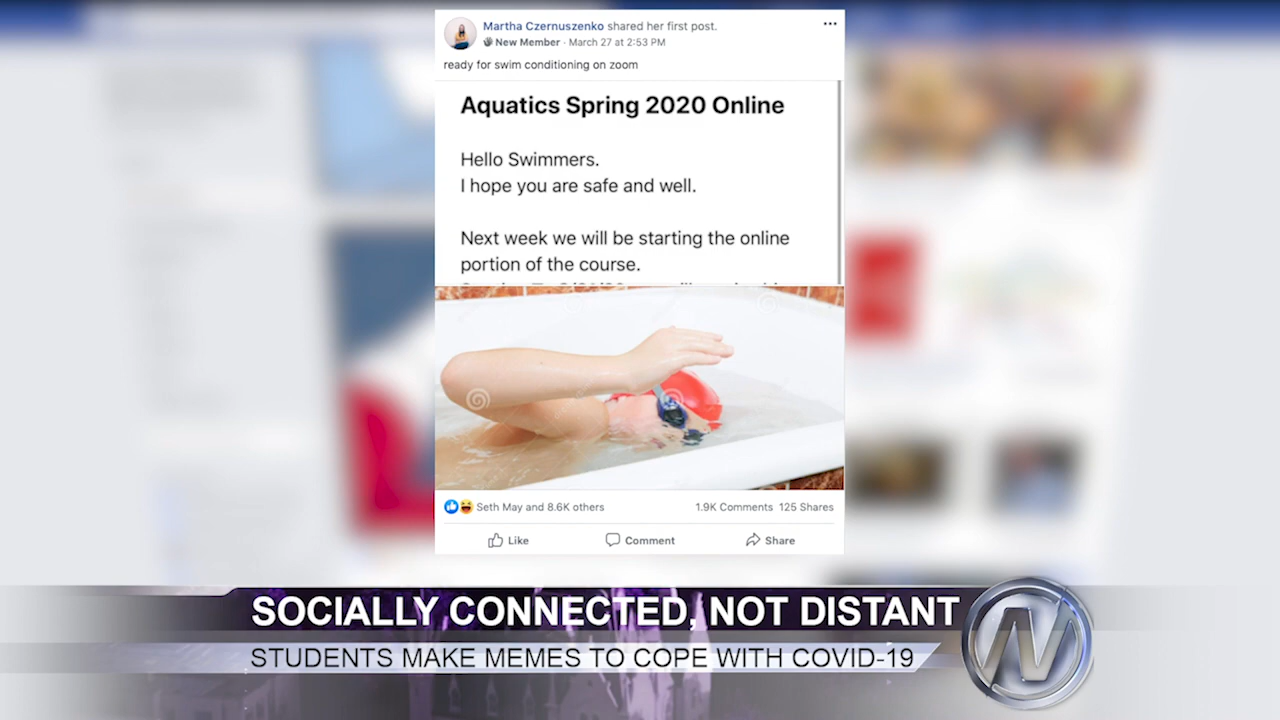 Martha Czernuszenko shared her first post.
New Member · March 27 at 2:53 PM
ready for swim conditioning on zoom
Aquatics Spring 2020 Online
Hello Swimmers.
I hope you are safe and well.
Next week we will be starting the online
portion of the course.
Seth May and 8.6K others 1.9K Comments 125 Shares
Like Comment Share
SOCIALLY CONNECTED, NOT DISTANT
STUDENTS MAKE MEMES TO COPE WITH COVID-19
N